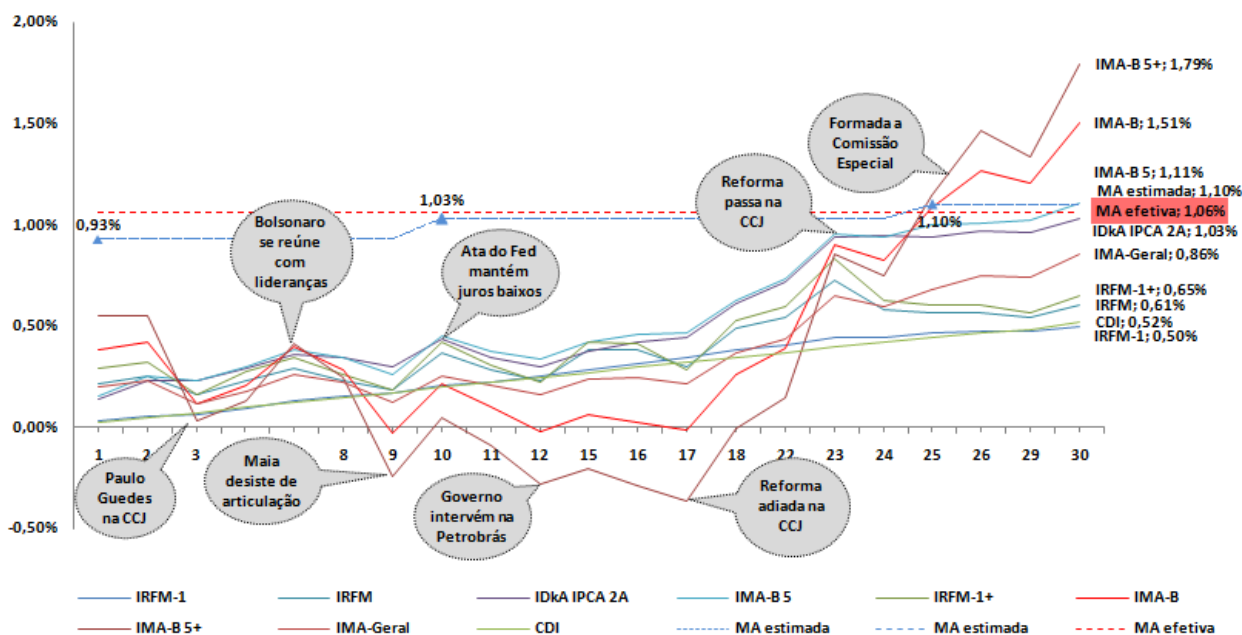 2,00%
1,50%
1,00%
0,50%
0,00%
-0,50%
0,93%
1,03%
1,10%
Paulo
Guedes
na CCJ
Bolsonaro
se reúne
com
lideranças
Maia
desiste de
articulação
Ata do Fed
mantém
juros baixos
Governo
intervém na
Petrobrás
Reforma
adiada na
CCJ
Reforma
passa na
CCJ
Formada a
Comissão
Especial
IMA-B 5+; 1,79%
IMA-B; 1,51%
IMA-B 5; 1,11%
MA estimada; 1,10%
MA efetiva; 1,06%
IDkA IPCA 2A; 1,03%
IMA-Geral; 0,86%
IRFM-1+; 0,65%
IRFM; 0,61%
CDI; 0,52%
IRFM-1; 0,50%
1 2 3 4 5 8 9 10 11 12 15 16 17 18 22 23 24 25 26 29 30
IRFM-1 IRFM IDkA IPCA 2A IMA-B 5 IRFM-1+ IMA-B
IMA-B 5+ IMA-Geral CDI MA estimada MA estimada MA efetiva